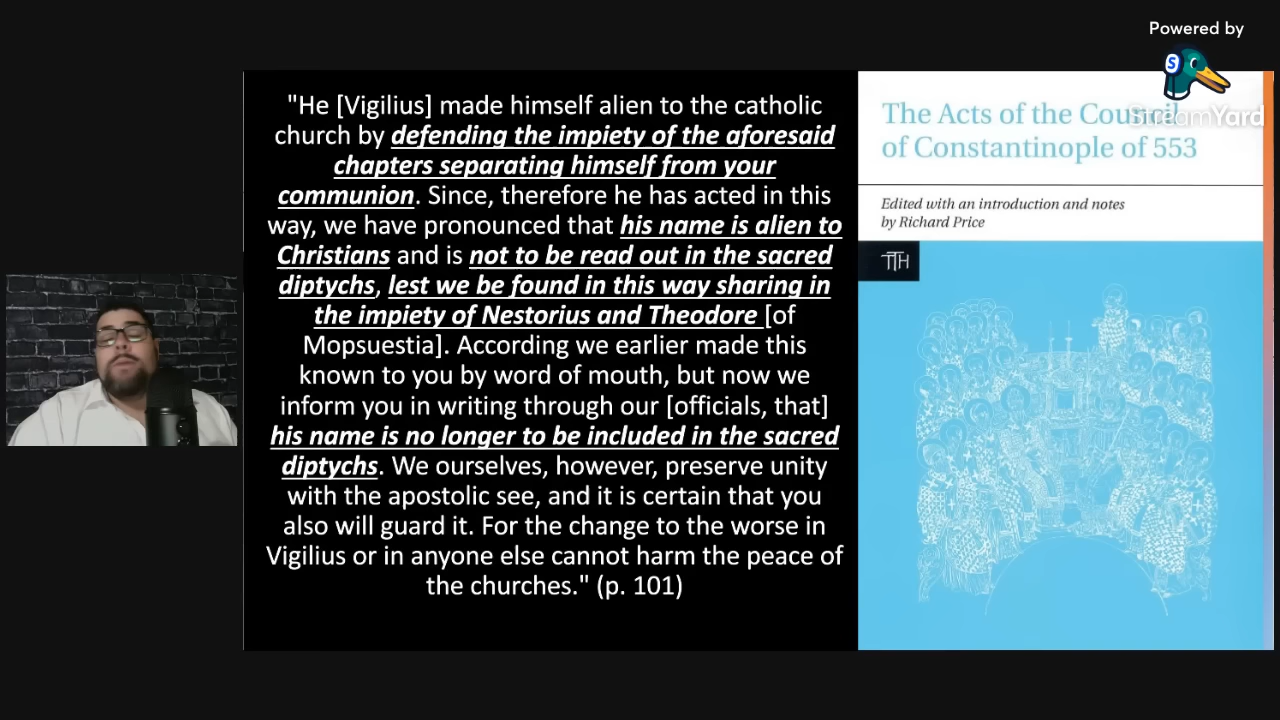 Powered by
S
StreamYard
"He [Vigilius] made himself alien to the catholic
church by defending the impiety of the aforesaid
chapters separating himself from your
communion. Since, therefore he has acted in this
way, we have pronounced that his name is alien to
Christians and is not to be read out in the sacred
diptychs, lest we be found in this way sharing in
the impiety of Nestorius and Theodore [of
Mopsuestia]. According we earlier made this
known to you by word of mouth, but now we
inform you in writing through our [officials, that]
his name is no longer to be included in the sacred
diptychs. We ourselves, however, preserve unity
with the apostolic see, and it is certain that you
also will guard it. For the change to the worse in
Vigilius or in anyone else cannot harm the peace of
the churches." (p. 101)
The Acts of the Council
of Constantinople of 553
Edited with an introduction and notes
by Richard Price
TTH